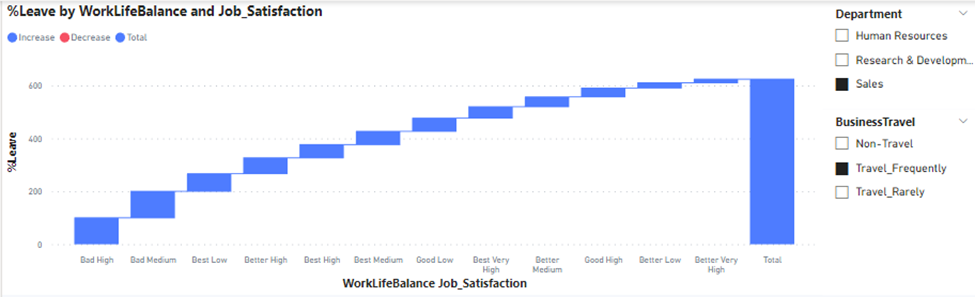 %Leave by WorkLifeBalance and Job_Satisfaction
Increase Decrease Total
600
400
200
0
%Leave
Bad High
Bad Medium
Best Low
Better High
Best High
Best Medium
Good Low
Best Very
High
Better
Medium
Good High
Better Low
Better Very
High
Total
WorkLifeBalance Job_Satisfaction
Department
Human Resources
Research & Developm...
Sales
BusinessTravel
Non-Travel
Travel_Frequently
Travel_Rarely